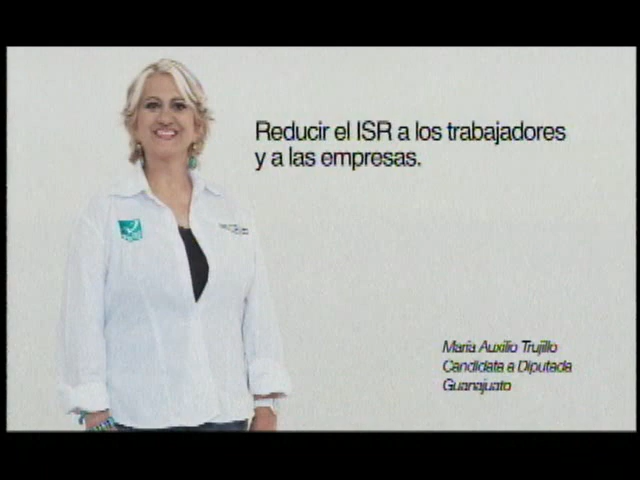 Reducir el ISR a los trabajadores
y a las empresas.
María Auxilio Trujillo
Candidata a Diputada
Guanajuato